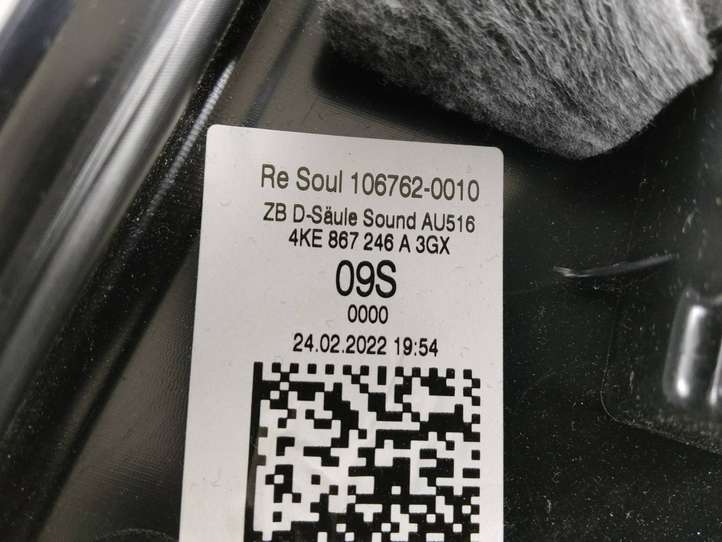 Re Soul 106762-0010
ZB D-Säule Sound AU516
4KE 867 246 A 3GX
09S
0000
24.02.2022 19:54